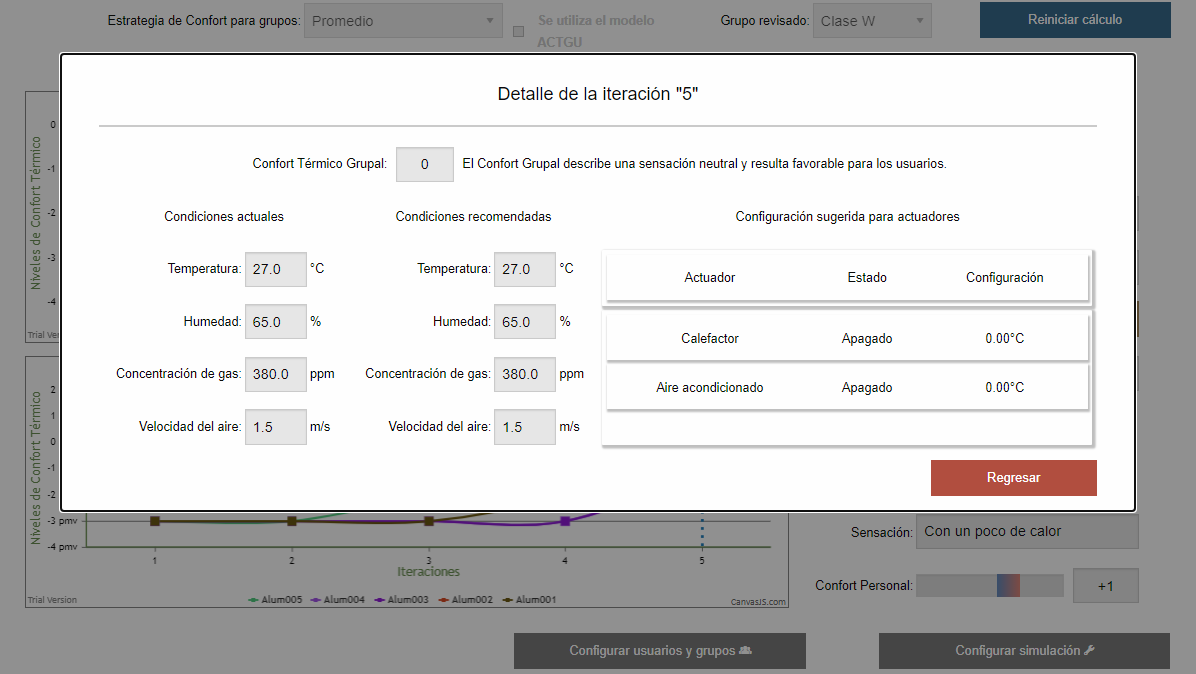 Estrategia de Confort para grupos: Promedio Se utiliza el modelo ACTGU Grupo revisado: Clase W Reiniciar cálculo
Detalle de la iteración "5"
Confort Térmico Grupal: 0 El Confort Grupal describe una sensación neutral y resulta favorable para los usuarios.
Condiciones actuales
Temperatura: 27.0 °C
Humedad: 65.0 %
Concentración de gas: 380.0 ppm
Velocidad del aire: 1.5 m/s
Condiciones recomendadas
Temperatura: 27.0 °C
Humedad: 65.0 %
Concentración de gas: 380.0 ppm
Velocidad del aire: 1.5 m/s
Configuración sugerida para actuadores
Actuador Estado Configuración
Calefactor Apagado 0.00°C
Aire acondicionado Apagado 0.00°C
Regresar
Niveles de Confort Térmico
0
-1
-2
-3
-4
Niveles de Confort Térmico
2
1
0
-1
-2
-3 pmv
-4 pmv
1 2 3 4 5
Iteraciones
Trial Version
Alum005 Alum004 Alum003 Alum002 Alum001
CanvasJS.com
Sensación: Con un poco de calor
Confort Personal: +1
Configurar usuarios y grupos
Configurar simulación